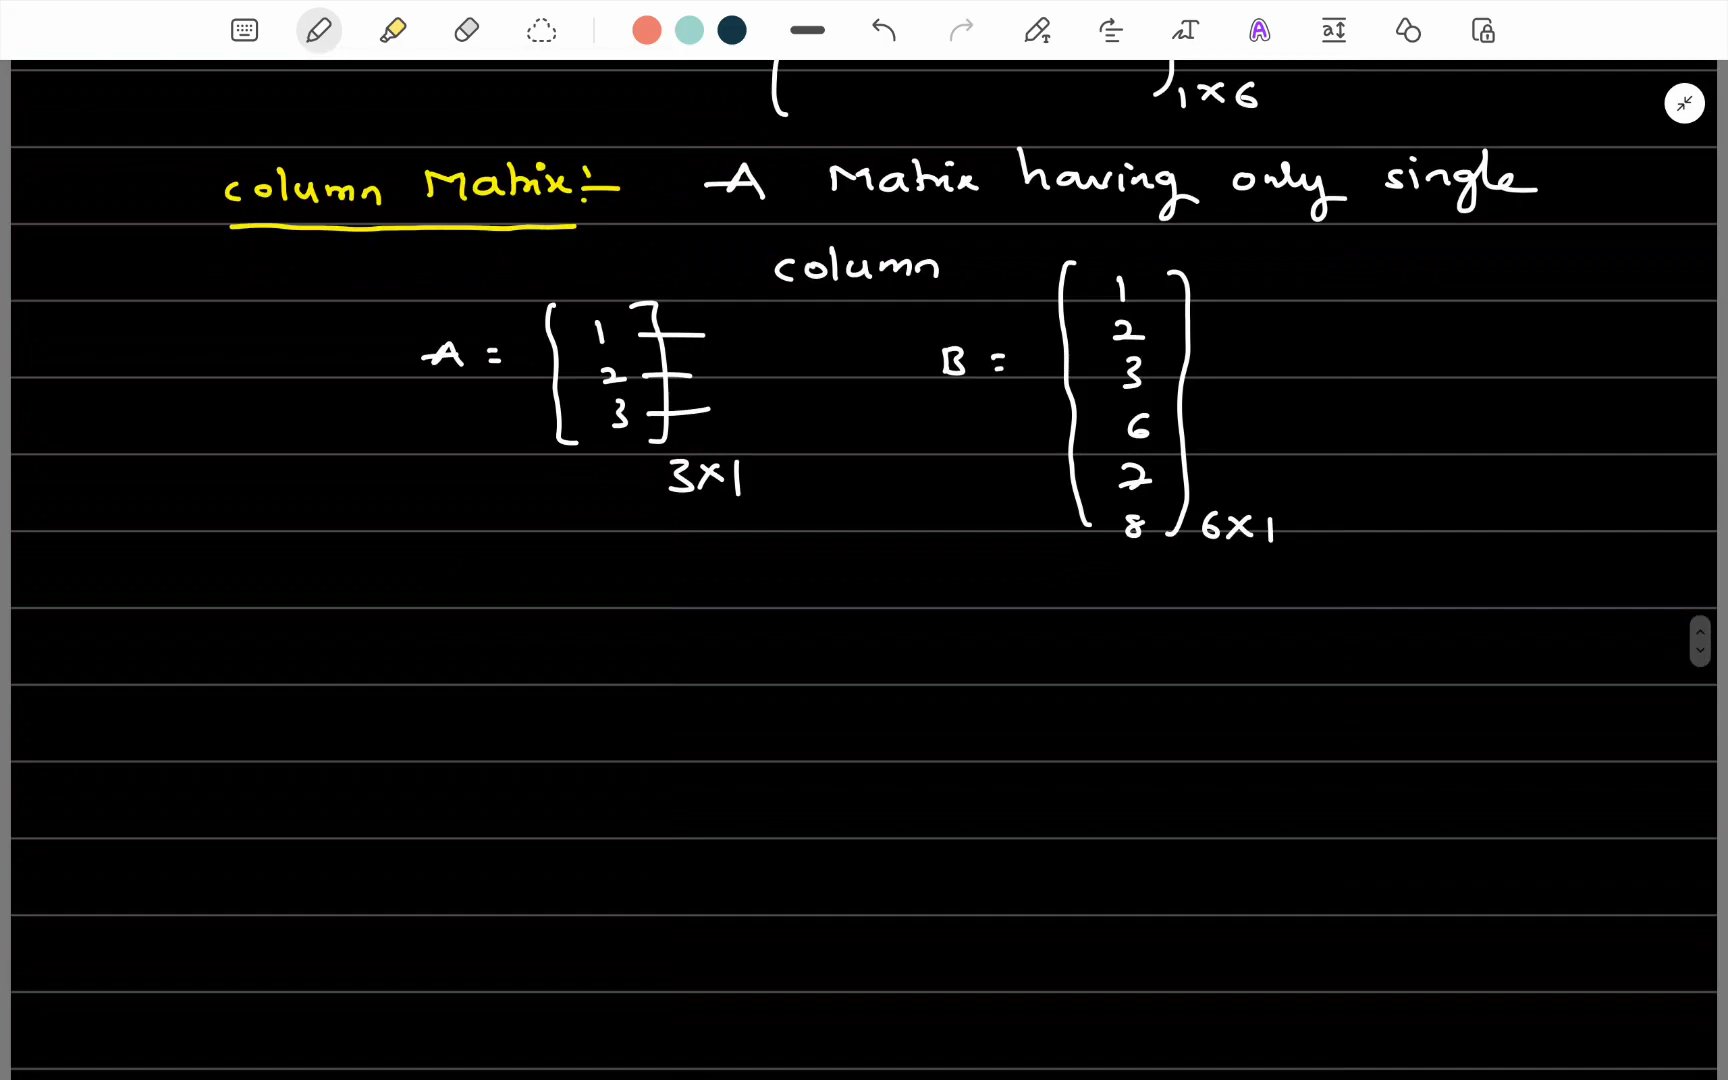 1×6
column Matrix:- A Matrix having only single
column
A = [1 2 3] 3×1
B = [1 2 3 6 7 8] 6×1